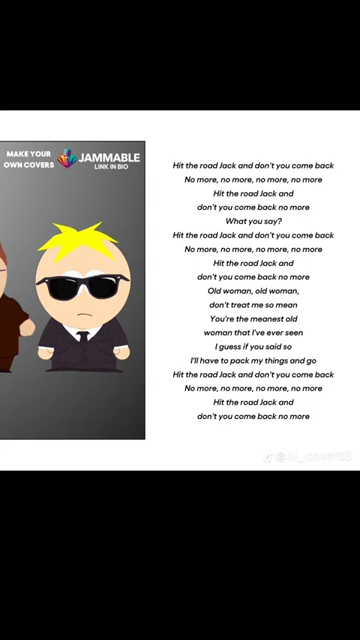 MAKE YOUR
OWN COVERS
JAMMABLE
LINK IN BIO
Hit the road Jack and don't you come back
No more, no more, no more, no more
Hit the road Jack and
don't you come back no more
What you say?
Hit the road Jack and don't you come back
No more, no more, no more, no more
Hit the road Jack and
don't you come back no more
Old woman, old woman,
don't treat me so mean
You're the meanest old
woman that I've ever seen
I guess if you said so
I'll have to pack my things and go
Hit the road Jack and don't you come back
No more, no more, no more, no more
Hit the road Jack and
don't you come back no more